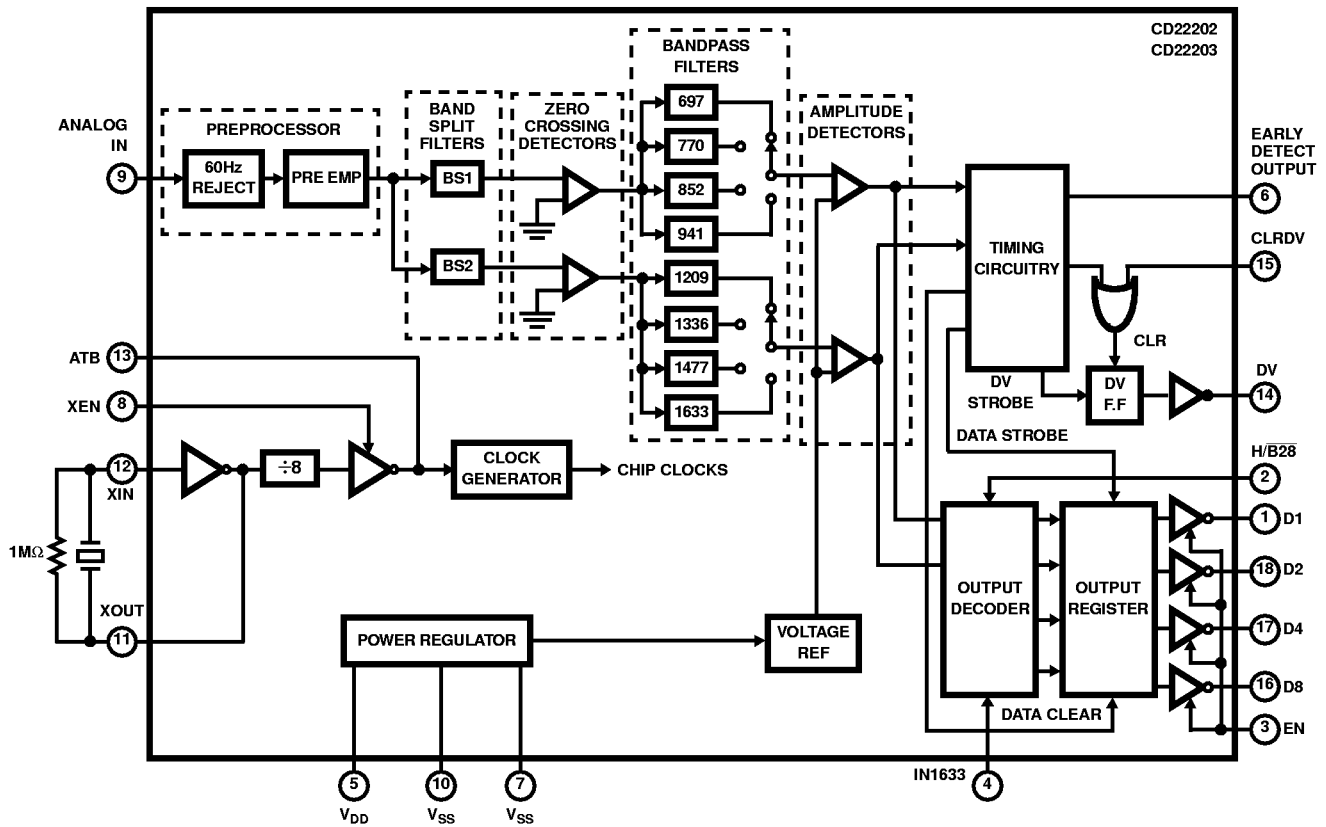 CD22202
CD22203
BANDPASS
FILTERS
697
770
852
941
1209
1336
1477
1633
ANALOG
IN
9
PREPROCESSOR
60Hz
REJECT
PRE EMP
BAND
SPLIT
FILTERS
BS1
BS2
ZERO
CROSSING
DETECTORS
AMPLITUDE
DETECTORS
TIMING
CIRCUITRY
EARLY
DETECT
OUTPUT
6
CLRDV
15
CLR
DV
F.F
DV
14
DV
STROBE
DATA STROBE
ATB
13
XEN
8
12
XIN
÷8
CLOCK
GENERATOR
CHIP CLOCKS
1MΩ
XOUT
11
H/B28
2
1
D1
18
D2
17
D4
16
D8
3
EN
OUTPUT
DECODER
OUTPUT
REGISTER
DATA CLEAR
POWER REGULATOR
VOLTAGE
REF
5
VDD
10
VSS
7
VSS
IN1633
4